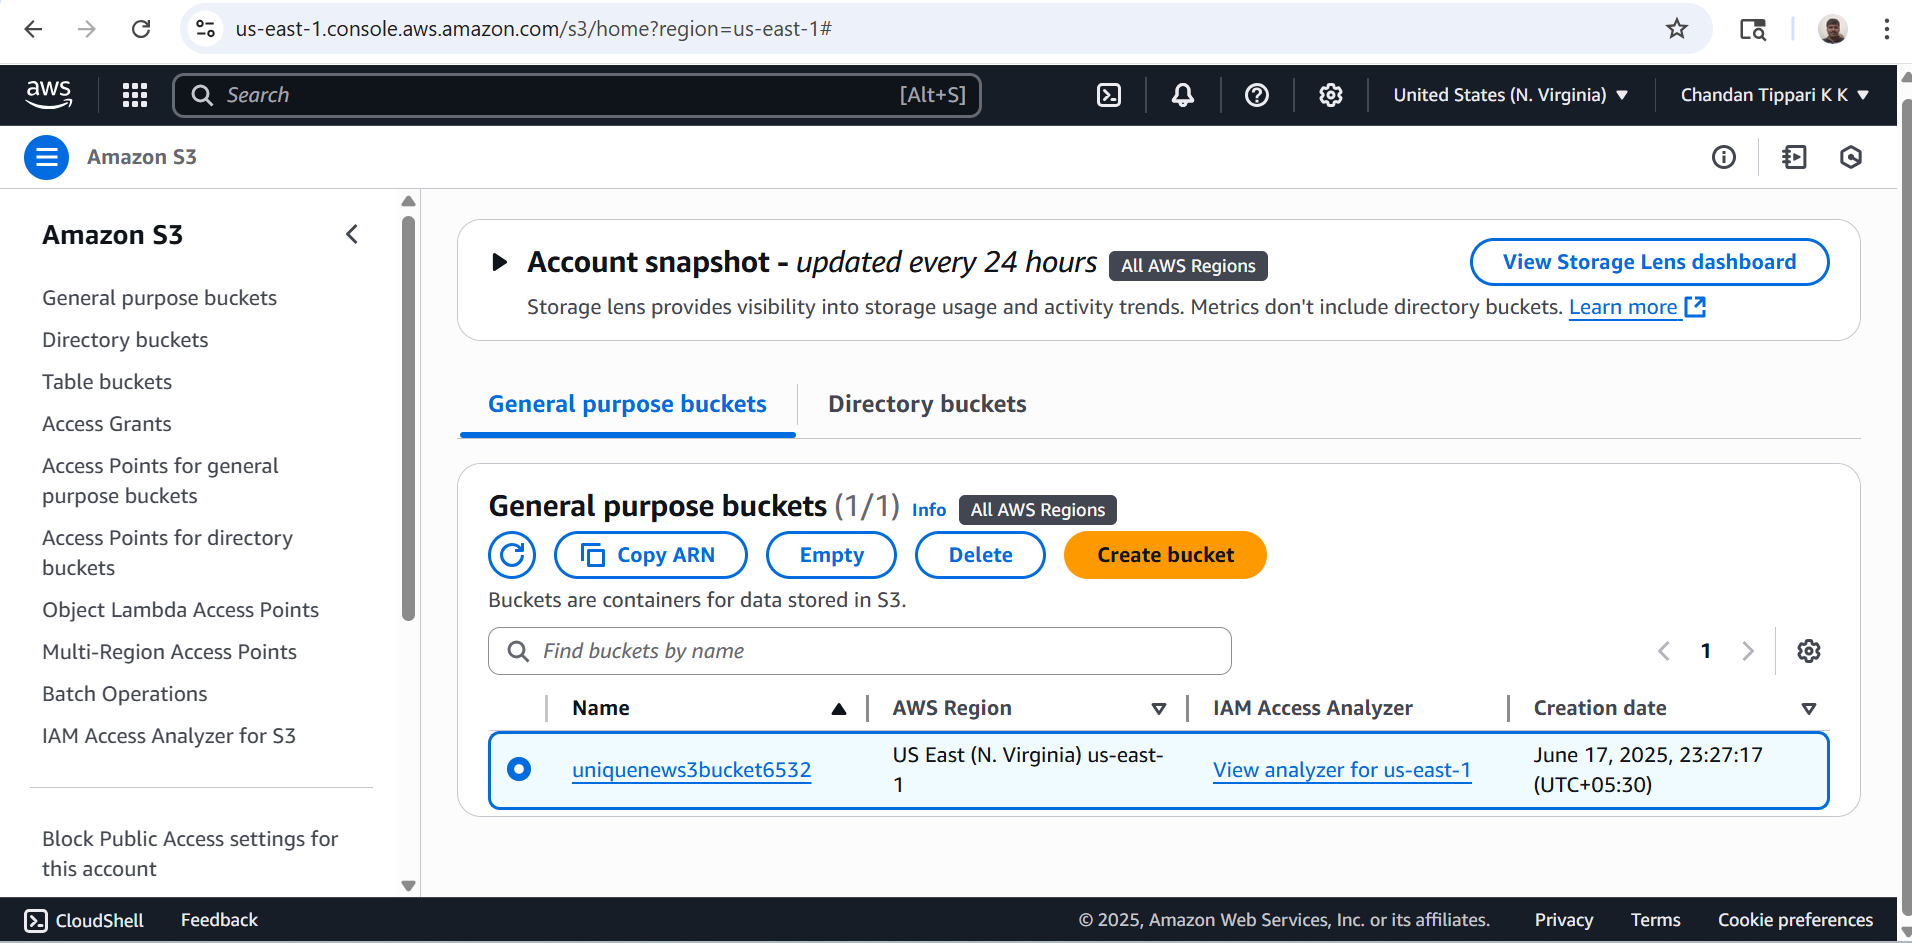 us-east-1.console.aws.amazon.com/s3/home?region=us-east-1#
aws
Search
[Alt+S]
United States (N. Virginia)
Chandan Tippari K K
Amazon S3
Amazon S3
General purpose buckets
Directory buckets
Table buckets
Access Grants
Access Points for general
purpose buckets
Access Points for directory
buckets
Object Lambda Access Points
Multi-Region Access Points
Batch Operations
IAM Access Analyzer for S3
Block Public Access settings for
this account
Account snapshot - updated every 24 hours All AWS Regions
View Storage Lens dashboard
Storage lens provides visibility into storage usage and activity trends. Metrics don't include directory buckets. Learn more
General purpose buckets
Directory buckets
General purpose buckets (1/1) Info All AWS Regions
Copy ARN
Empty
Delete
Create bucket
Buckets are containers for data stored in S3.
Find buckets by name
1
Name
AWS Region
IAM Access Analyzer
Creation date
uniquenews3bucket6532
US East (N. Virginia) us-east-
1
View analyzer for us-east-1
June 17, 2025, 23:27:17
(UTC+05:30)
CloudShell
Feedback
© 2025, Amazon Web Services, Inc. or its affiliates.
Privacy
Terms
Cookie preferences